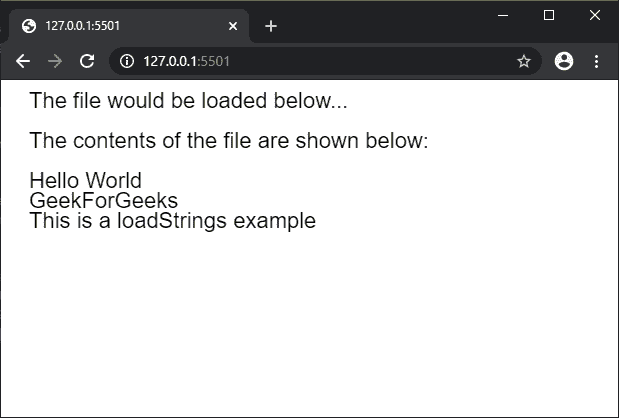 127.0.0.1:5501
127.0.0.1:5501
The file would be loaded below...
The contents of the file are shown below:
Hello World
GeekForGeeks
This is a loadStrings example